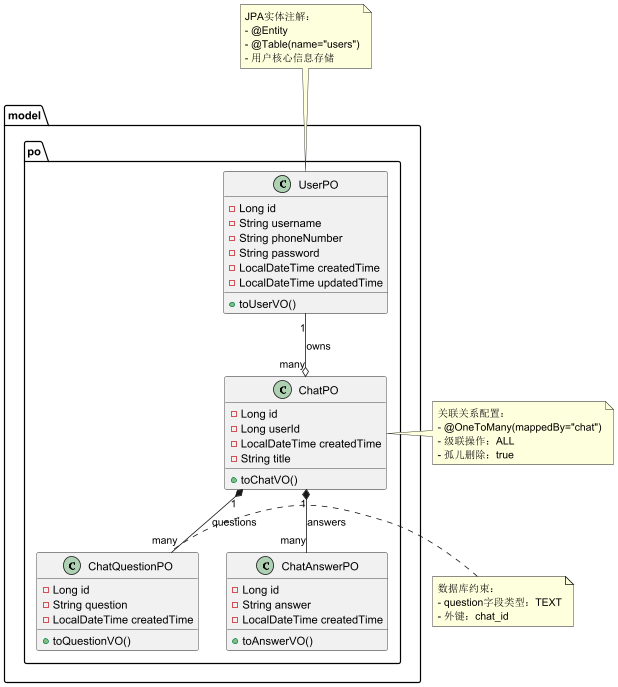 JPA实体注解：
- @Entity
- @Table(name="users")
- 用户核心信息存储
model
po
C UserPO
Long id
String username
String phoneNumber
String password
LocalDateTime createdTime
LocalDateTime updatedTime
toUserVO()
1
owns
many
C ChatPO
Long id
Long userId
LocalDateTime createdTime
String title
toChatVO()
关联关系配置：
- @OneToMany(mappedBy="chat")
- 级联操作：ALL
- 孤儿删除：true
1
questions
many
1
answers
many
C ChatQuestionPO
Long id
String question
LocalDateTime createdTime
toQuestionVO()
C ChatAnswerPO
Long id
String answer
LocalDateTime createdTime
toAnswerVO()
数据库约束：
- question字段类型：TEXT
- 外键：chat_id